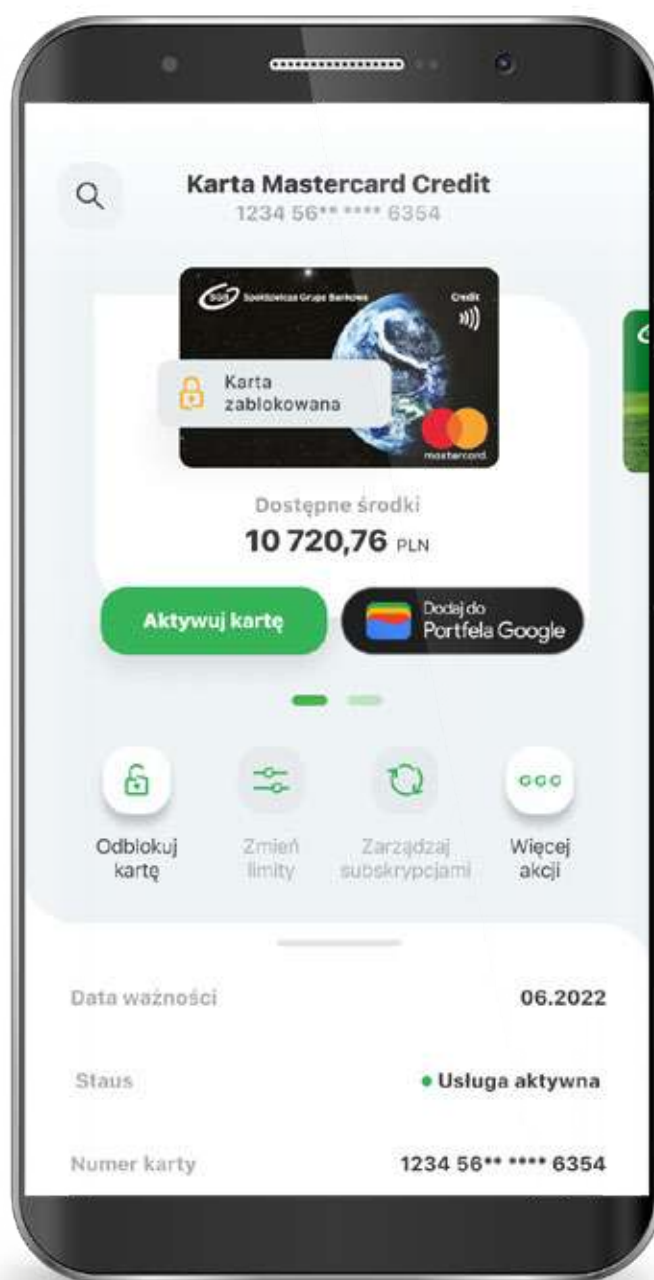 Karta Mastercard Credit
1234 56** **** 6354
SGB Spółdzielcza Grupa Bankowa
Credit
Karta
zablokowana
mastercard
Dostępne środki
10 720,76 PLN
Aktywuj kartę
Dodaj do
Portfela Google
Odblokuj
kartę
Zmień
limity
Zarządzaj
subskrypcjami
Więcej
akcji
Data ważności
06.2022
Staus
Usługa aktywna
Numer karty
1234 56** **** 6354